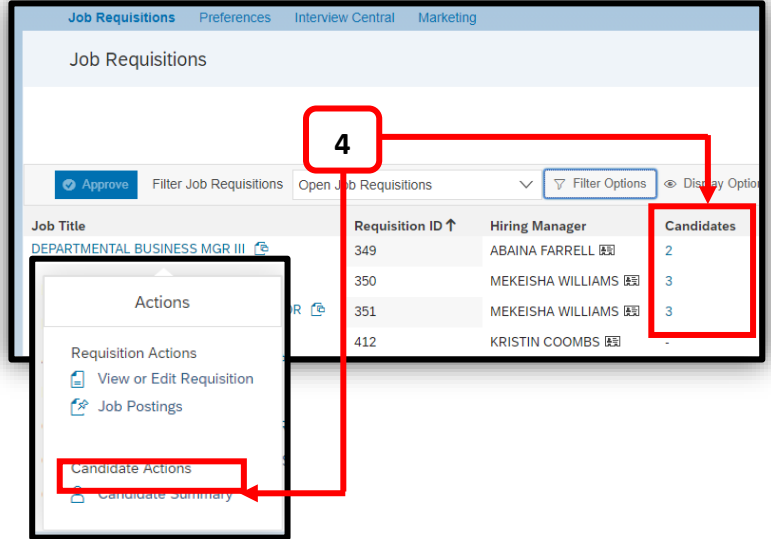 Job Requisitions Preferences Interview Central Marketing
Job Requisitions
4
Approve Filter Job Requisitions Open Job Requisitions Filter Options Display Optio
Job Title Requisition ID Hiring Manager Candidates
DEPARTMENTAL BUSINESS MGR III 349 ABAINA FARRELL 2
350 MEKEISHA WILLIAMS 3
OR 351 MEKEISHA WILLIAMS 3
412 KRISTIN COOMBS -
Actions
Requisition Actions
View or Edit Requisition
Job Postings
Candidate Actions
Candidate Summary